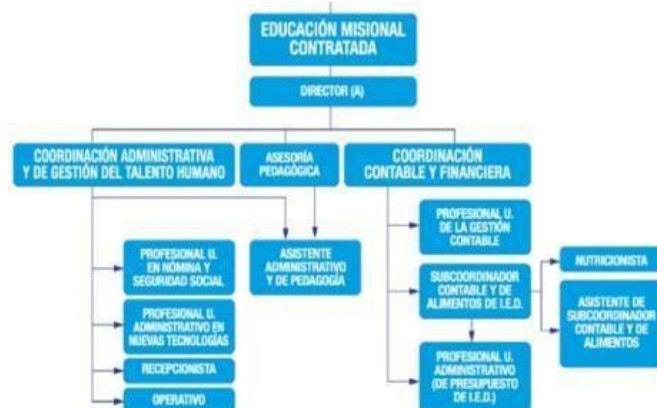 EDUCACIÓN MISIONAL
CONTRATADA
DIRECTOR (A)
COORDINACIÓN ADMINISTRATIVA
Y DE GESTIÓN DEL TALENTO HUMANO
ASESORÍA
PEDAGÓGICA
COORDINACIÓN
CONTABLE Y FINANCIERA
PROFESIONAL U.
EN NÓMINA Y
SEGURIDAD SOCIAL
PROFESIONAL U.
ADMINISTRATIVO EN
NUEVAS TECNOLOGÍAS
RECEPCIONISTA
OPERATIVO
ASISTENTE
ADMINISTRATIVO
Y DE PEDAGOGÍA
PROFESIONAL U.
DE LA GESTIÓN
CONTABLE
SUBCOORDINADOR
CONTABLE Y DE
ALIMENTOS DE I.E.D.
PROFESIONAL U.
ADMINISTRATIVO
(DE PRESUPUESTO
DE I.E.D.)
NUTRICIONISTA
ASISTENTE DE
SUBCOORDINADOR
CONTABLE Y DE
ALIMENTOS